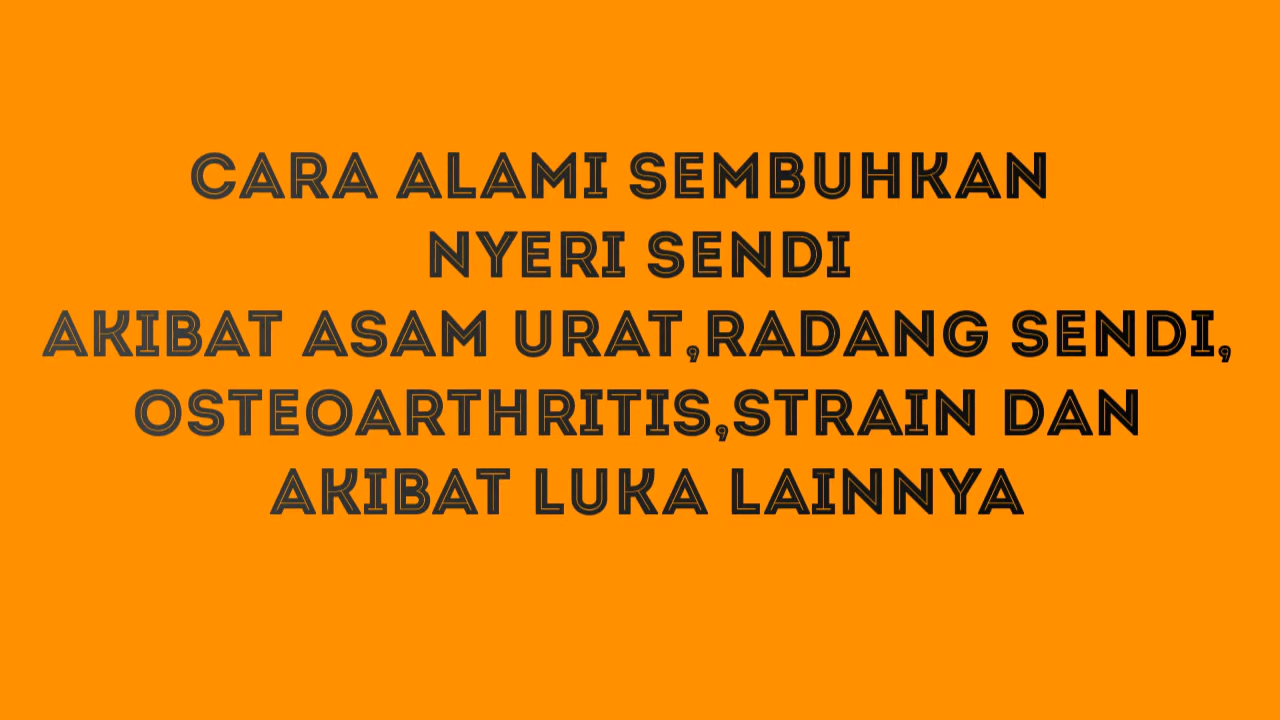 CARA ALAMI SEMBUHKAN
NYERI SENDI
AKIBAT ASAM URAT,RADANG SENDI,
OSTEOARTHRITIS,STRAIN DAN
AKIBAT LUKA LAINNYA